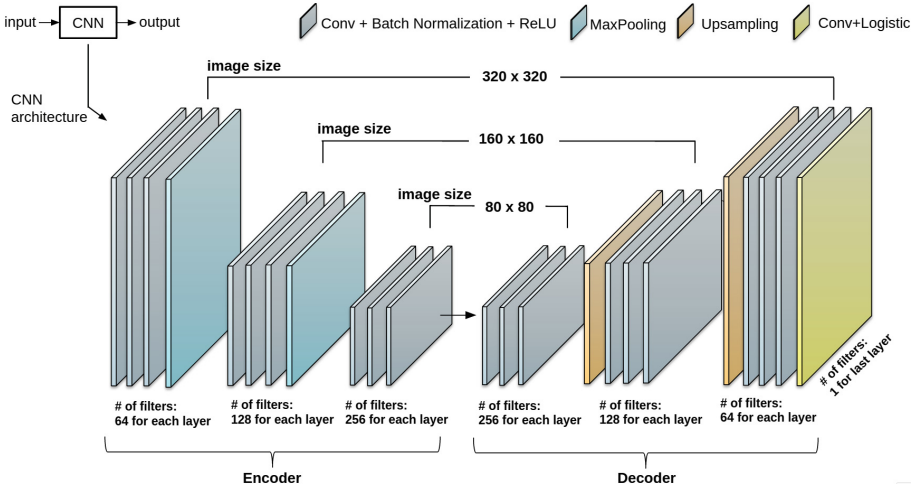 input
CNN
output
Conv + Batch Normalization + ReLU
MaxPooling
Upsampling
Conv+Logistic
CNN
architecture
image size
320 x 320
image size
160 x 160
image size
80 x 80
# of filters:
64 for each layer
# of filters:
128 for each layer
# of filters:
256 for each layer
# of filters:
256 for each layer
# of filters:
128 for each layer
# of filters:
64 for each layer
# of filters:
1 for last layer
Encoder
Decoder